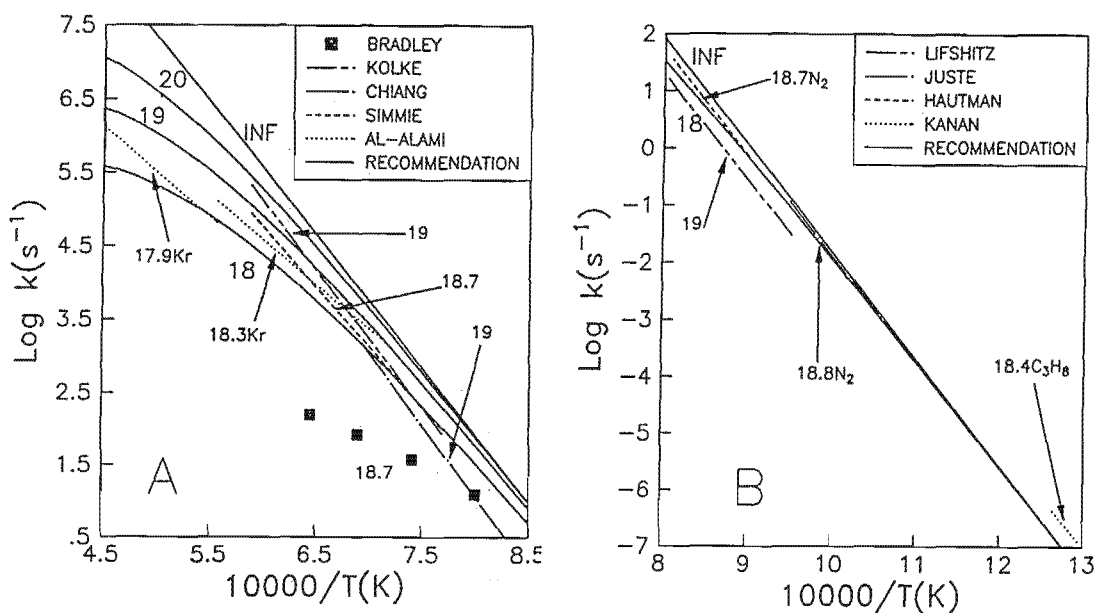 7.5
6.5
5.5
4.5
3.5
2.5
1.5
.5
Log k(s⁻¹)
BRADLEY
KOLKE
CHIANG
SIMMIE
AL-ALAMI
RECOMMENDATION
20
19
INF
18
17.9Kr
18.3Kr
19
18.7
19
18.7
A
4.5 5.5 6.5 7.5 8.5
10000/T(K)
2
1
0
-1
-2
-3
-4
-5
-6
-7
Log k(s⁻¹)
LIFSHITZ
JUSTE
HAUTMAN
KANAN
RECOMMENDATION
INF
18.7N₂
18
19
18.8N₂
18.4C₃H₈
B
8 9 10 11 12 13
10000/T(K)